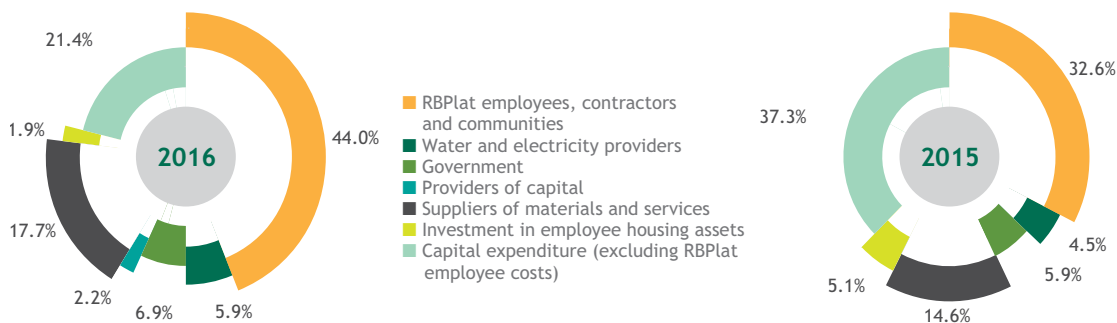 21.4%
1.9%
2016
44.0%
17.7%
2.2%
6.9%
5.9%
RBPlat employees, contractors
and communities
Water and electricity providers
Government
Providers of capital
Suppliers of materials and services
Investment in employee housing assets
Capital expenditure (excluding RBPlat
employee costs)
32.6%
37.3%
2015
4.5%
5.9%
5.1%
14.6%